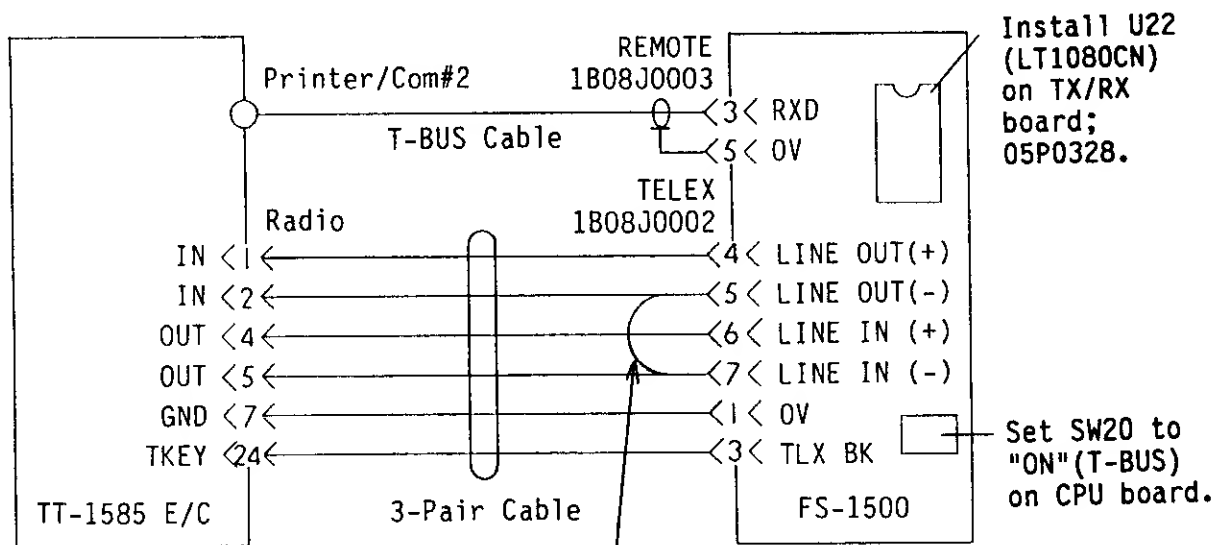 Install U22
(LT1080CN)
on TX/RX
board;
05P0328.
REMOTE
Printer/Com#2 1B08J0003
3 RXD
T-BUS Cable
5 0V
TELEX
Radio 1B08J0002
IN 1 4 LINE OUT(+)
IN 2 5 LINE OUT(-)
OUT 4 6 LINE IN (+)
OUT 5 7 LINE IN (-)
GND 7 1 0V
TKEY 24 3 TLX BK
Set SW20 to
"ON"(T-BUS)
on CPU board.
TT-1585 E/C 3-Pair Cable FS-1500